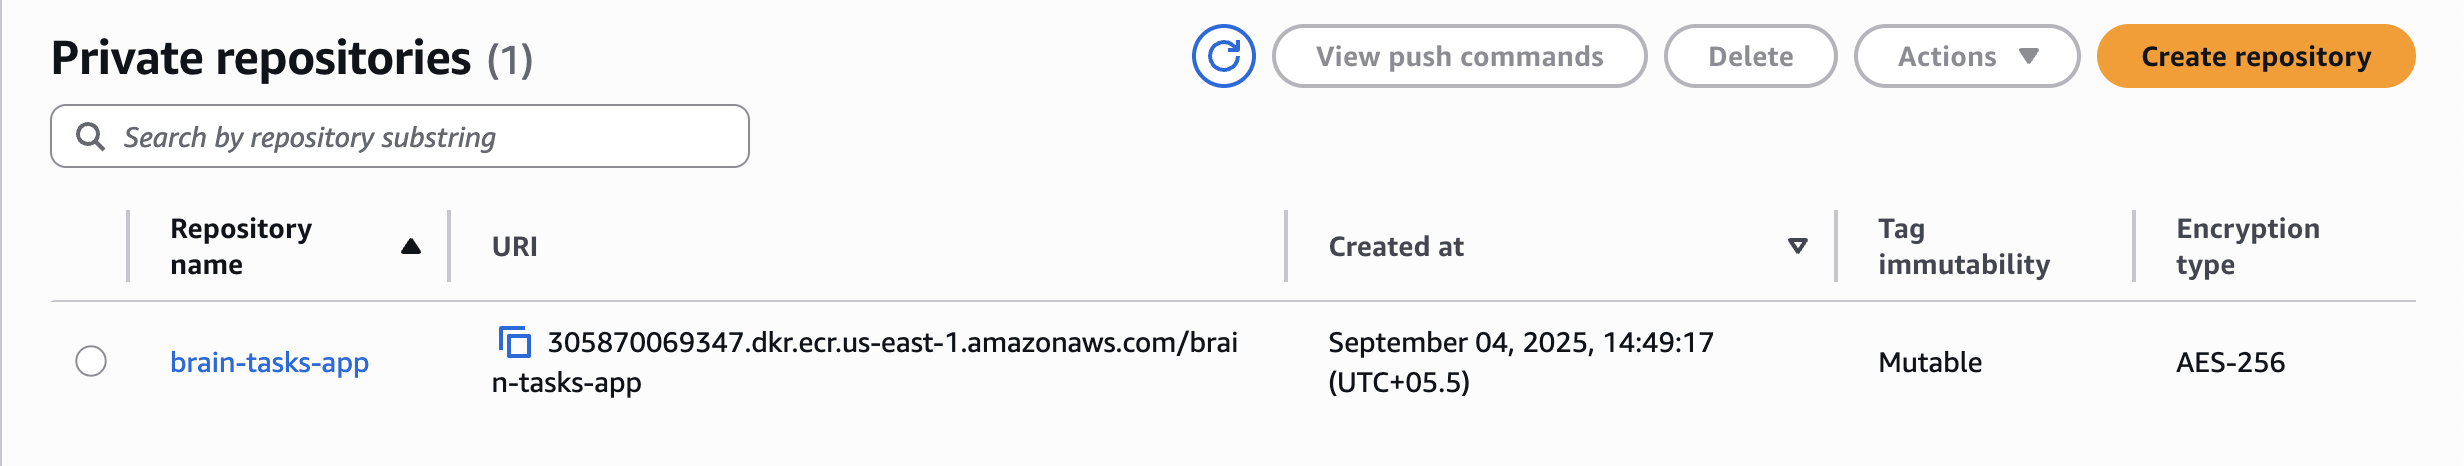 Private repositories (1)
View push commands
Delete
Actions
Create repository
Search by repository substring
Repository
name
URI
Created at
Tag
immutability
Encryption
type
brain-tasks-app
305870069347.dkr.ecr.us-east-1.amazonaws.com/brai
n-tasks-app
September 04, 2025, 14:49:17
(UTC+05.5)
Mutable
AES-256